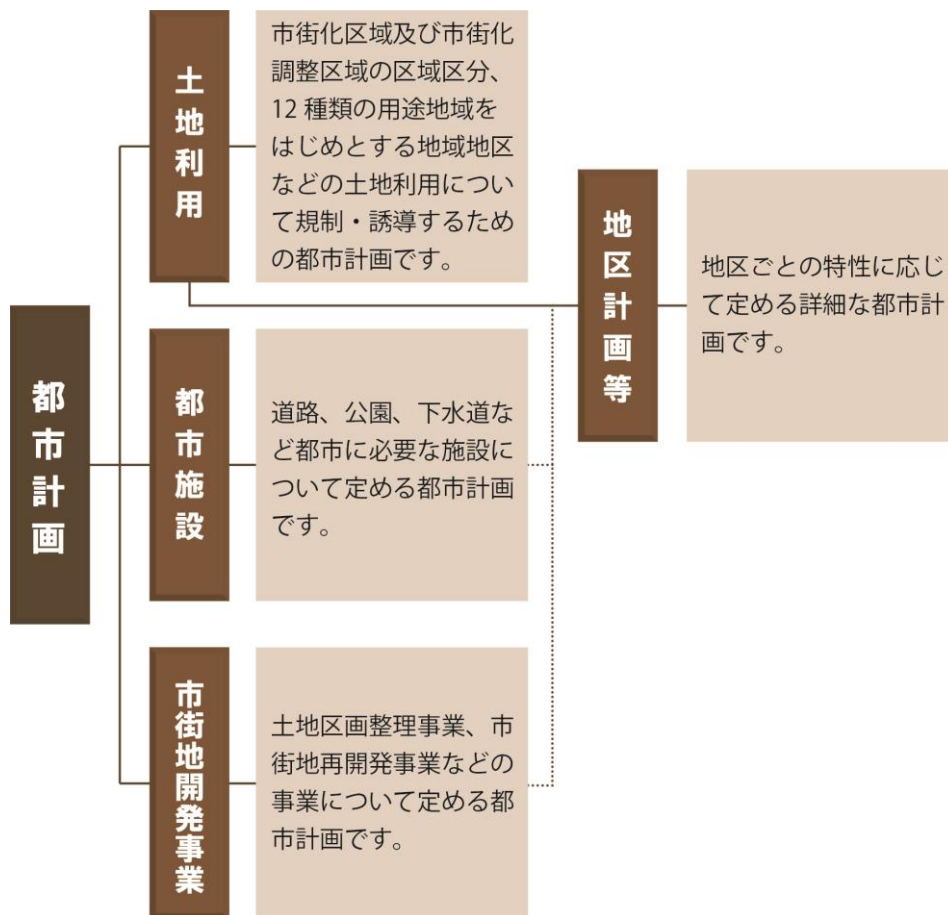 都市計画
土地利用
市街化区域及び市街化
調整区域の区域区分、
12 種類の用途地域を
はじめとする地域地区
などの土地利用につい
て規制・誘導するため
の都市計画です。
地区計画等
地区ごとの特性に応じ
て定める詳細な都市計
画です。
都市施設
道路、公園、下水道な
ど都市に必要な施設に
ついて定める都市計画
です。
市街地開発事業
土地区画整理事業、市
街地再開発事業などの
事業について定める都
市計画です。